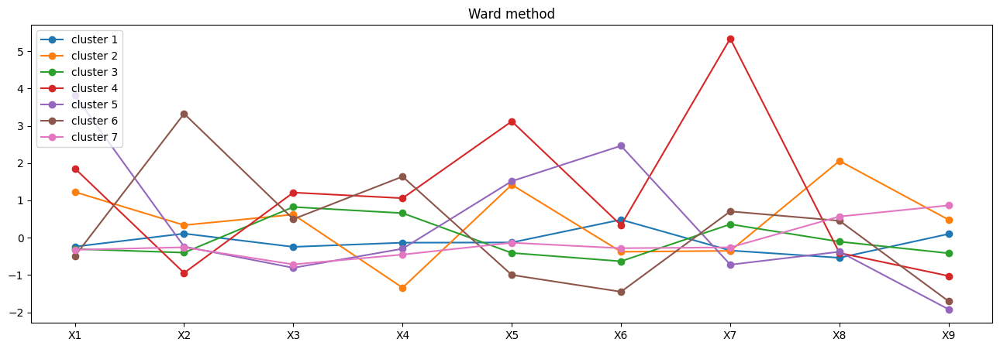 Ward method
cluster 1
cluster 2
cluster 3
cluster 4
cluster 5
cluster 6
cluster 7
5
4
3
2
1
0
−1
−2
X1 X2 X3 X4 X5 X6 X7 X8 X9